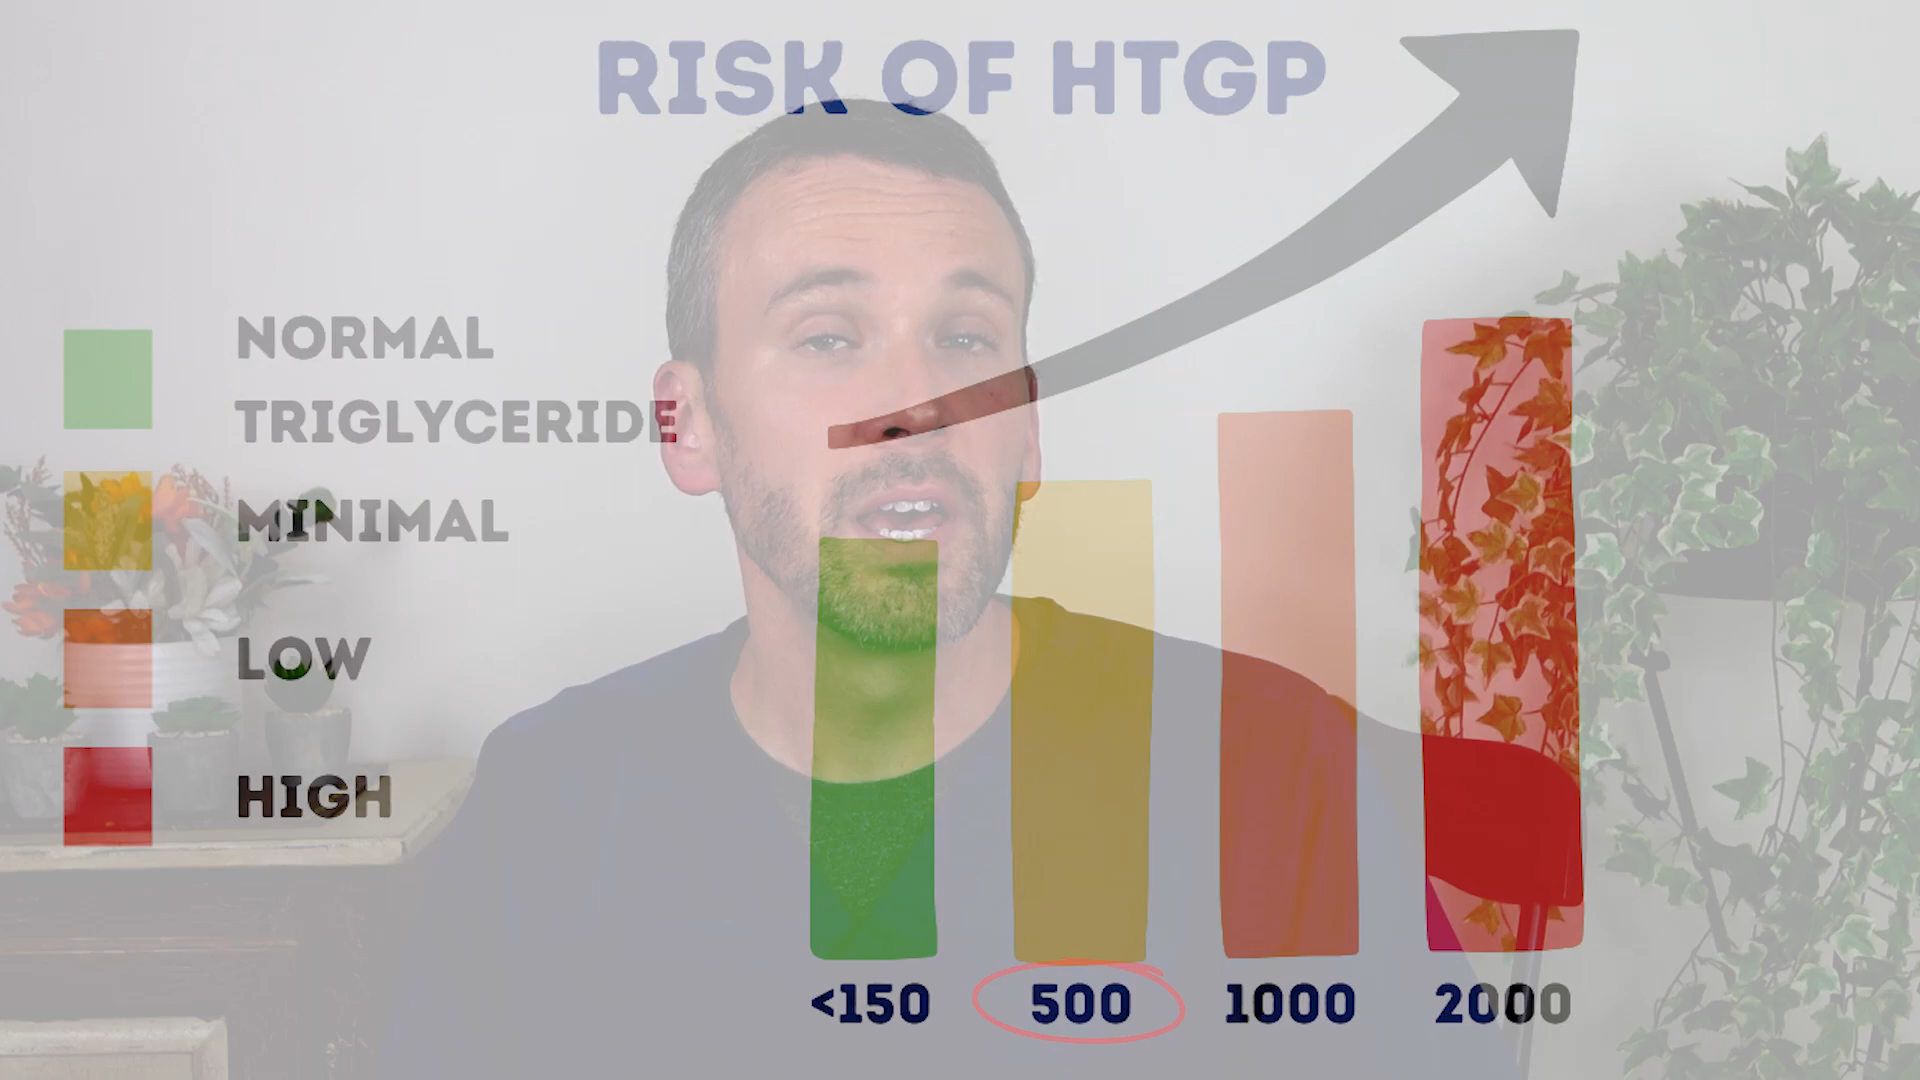 RISK OF HTGP
NORMAL
TRIGLYCERIDE
MINIMAL
LOW
HIGH
<150 500 1000 2000